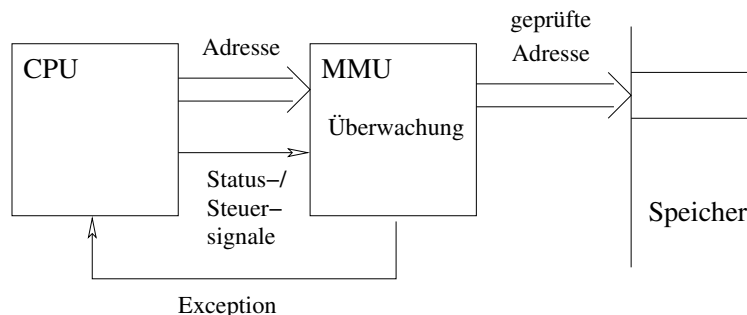 CPU
Adresse
MMU
Überwachung
geprüfte
Adresse
Status−/
Steuer−
signale
Speicher
Exception